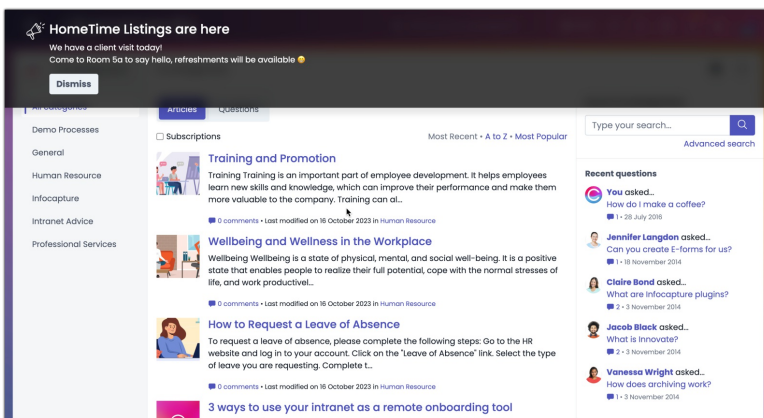 HomeTime Listings are here
We have a client visit today!
Come to Room 5a to say hello, refreshments will be available
Dismiss
All Categories
Demo Processes
General
Human Resource
Infocapture
Intranet Advice
Professional Services
Articles
Questions
Subscriptions
Most Recent • A to Z • Most Popular
Training and Promotion
Training Training is an important part of employee development. It helps employees
learn new skills and knowledge, which can improve their performance and make them
more valuable to the company. Training can al...
0 comments • Last modified on 16 October 2023 in Human Resource
Wellbeing and Wellness in the Workplace
Wellbeing Wellbeing is a state of physical, mental, and social well-being. It is a positive
state that enables people to realize their full potential, cope with the normal stresses of
life, and work productivel...
0 comments • Last modified on 16 October 2023 in Human Resource
How to Request a Leave of Absence
To request a leave of absence, please complete the following steps: Go to the HR
website and log in to your account. Click on the "Leave of Absence" link. Select the type
of leave you are requesting. Complete t...
0 comments • Last modified on 16 October 2023 in Human Resource
3 ways to use your intranet as a remote onboarding tool
Type your search...
Advanced search
Recent questions
You asked...
How do I make a coffee?
1 • 28 July 2016
Jennifer Langdon asked...
Can you create E-forms for us?
1 • 18 November 2014
Claire Bond asked...
What are Infocapture plugins?
2 • 3 November 2014
Jacob Black asked...
What is Innovate?
2 • 3 November 2014
Vanessa Wright asked...
How does archiving work?
1 • 3 November 2014